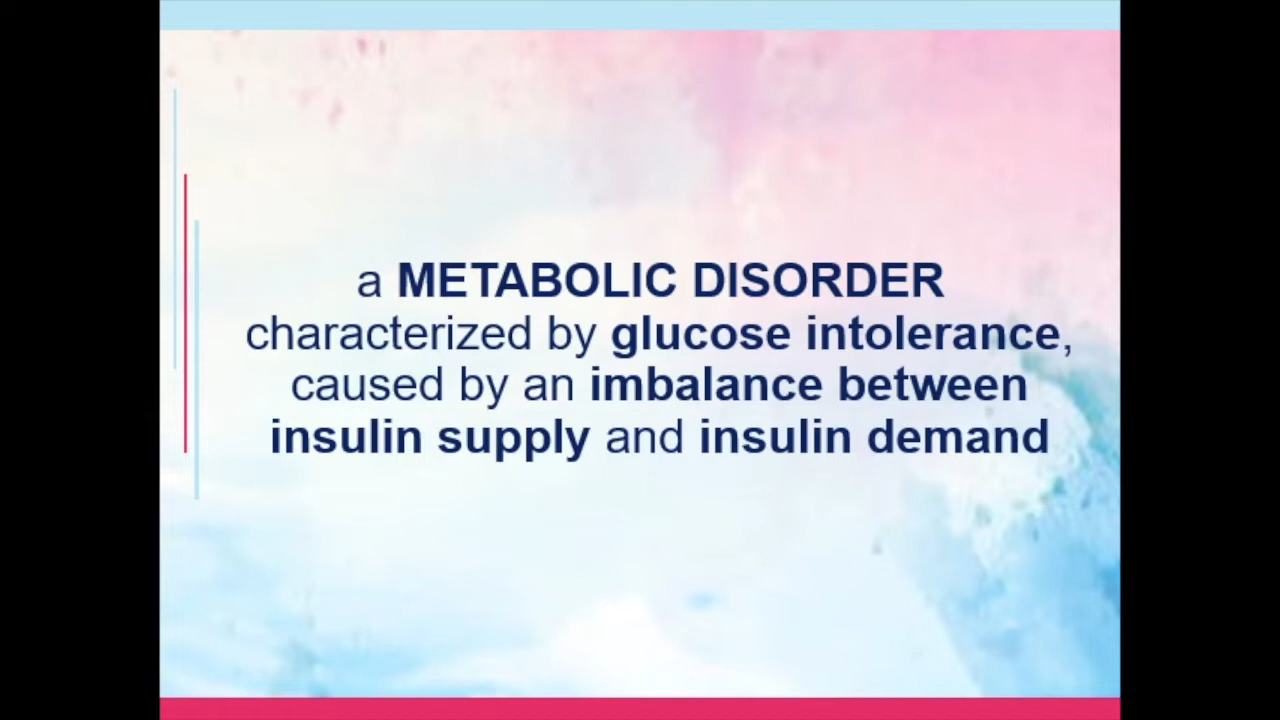 a METABOLIC DISORDER
characterized by glucose intolerance,
caused by an imbalance between
insulin supply and insulin demand